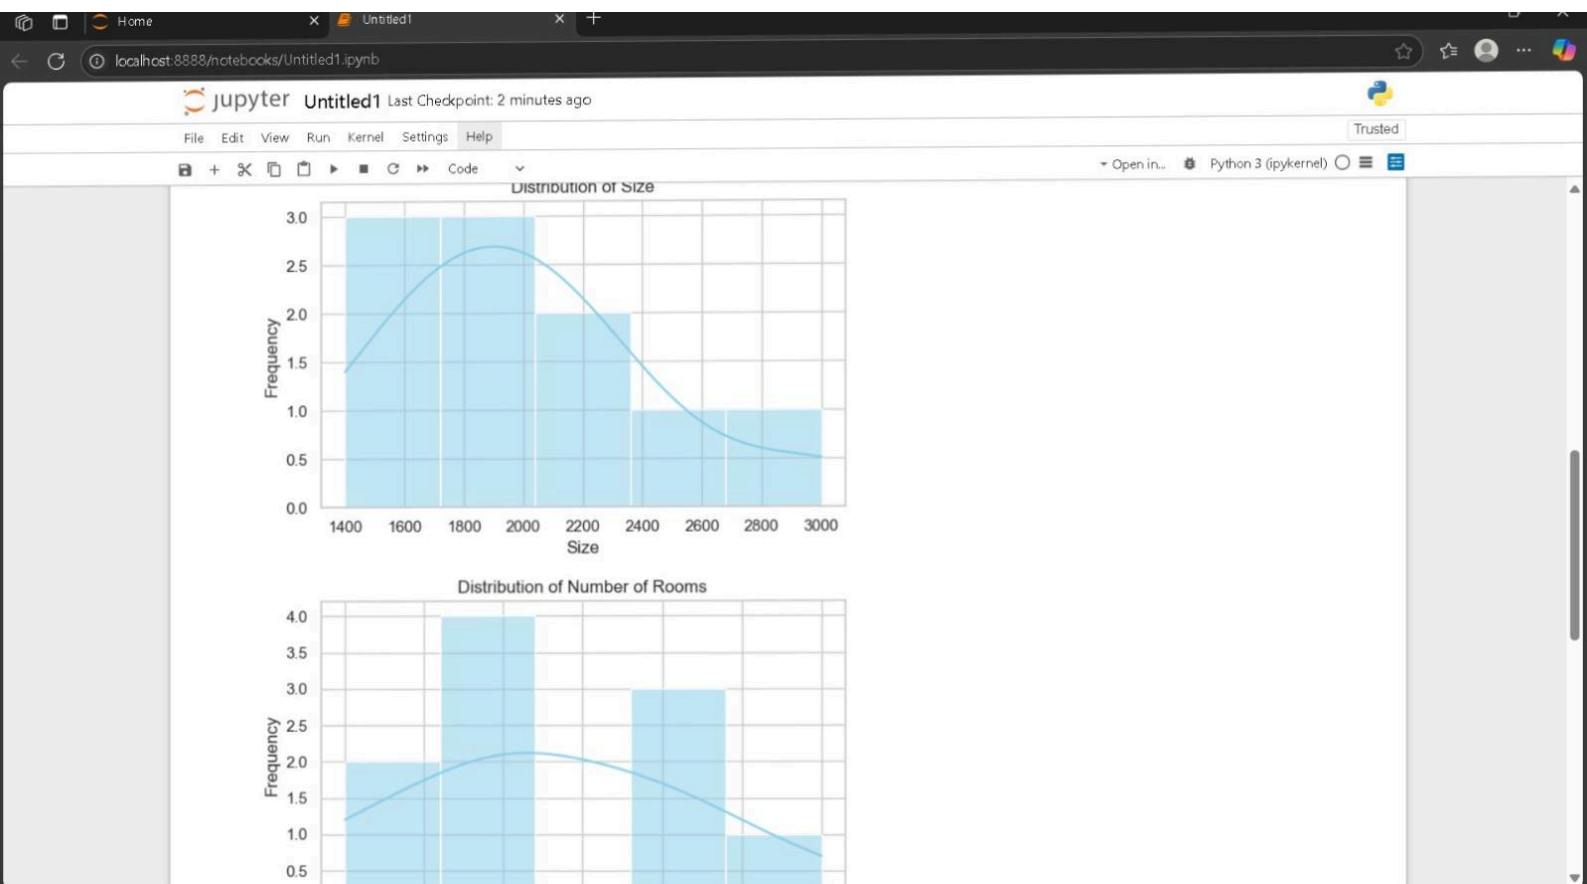 Home
Untitled1
localhost:8888/notebooks/Untitled1.ipynb
jupyter Untitled1 Last Checkpoint: 2 minutes ago
File Edit View Run Kernel Settings Help
Trusted
Code
Open in...
Python 3 (ipykernel)
Distribution of Size
3.0
2.5
2.0
1.5
1.0
0.5
0.0
Frequency
1400 1600 1800 2000 2200 2400 2600 2800 3000
Size
Distribution of Number of Rooms
4.0
3.5
3.0
2.5
2.0
1.5
1.0
0.5
Frequency